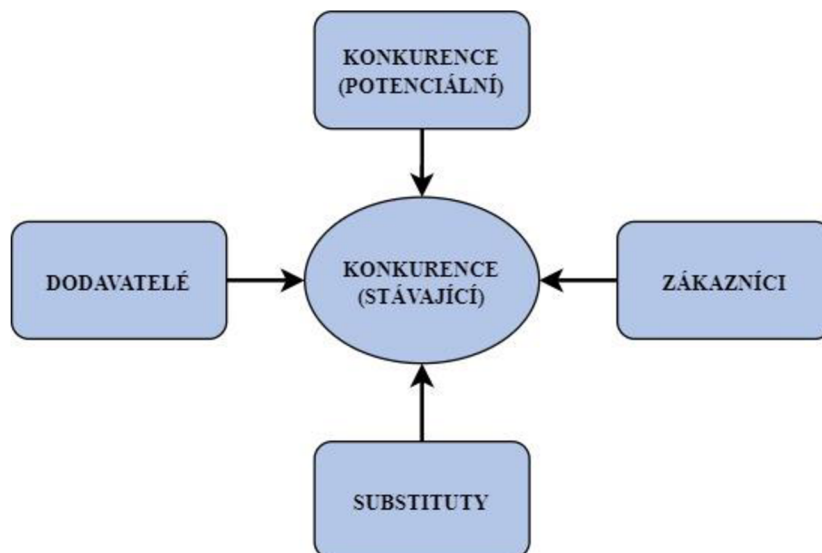 KONKURENCE
(POTENCIÁLNÍ)
DODAVATELÉ
KONKURENCE
(STÁVAJÍCÍ)
ZÁKAZNÍCI
SUBSTITUTY